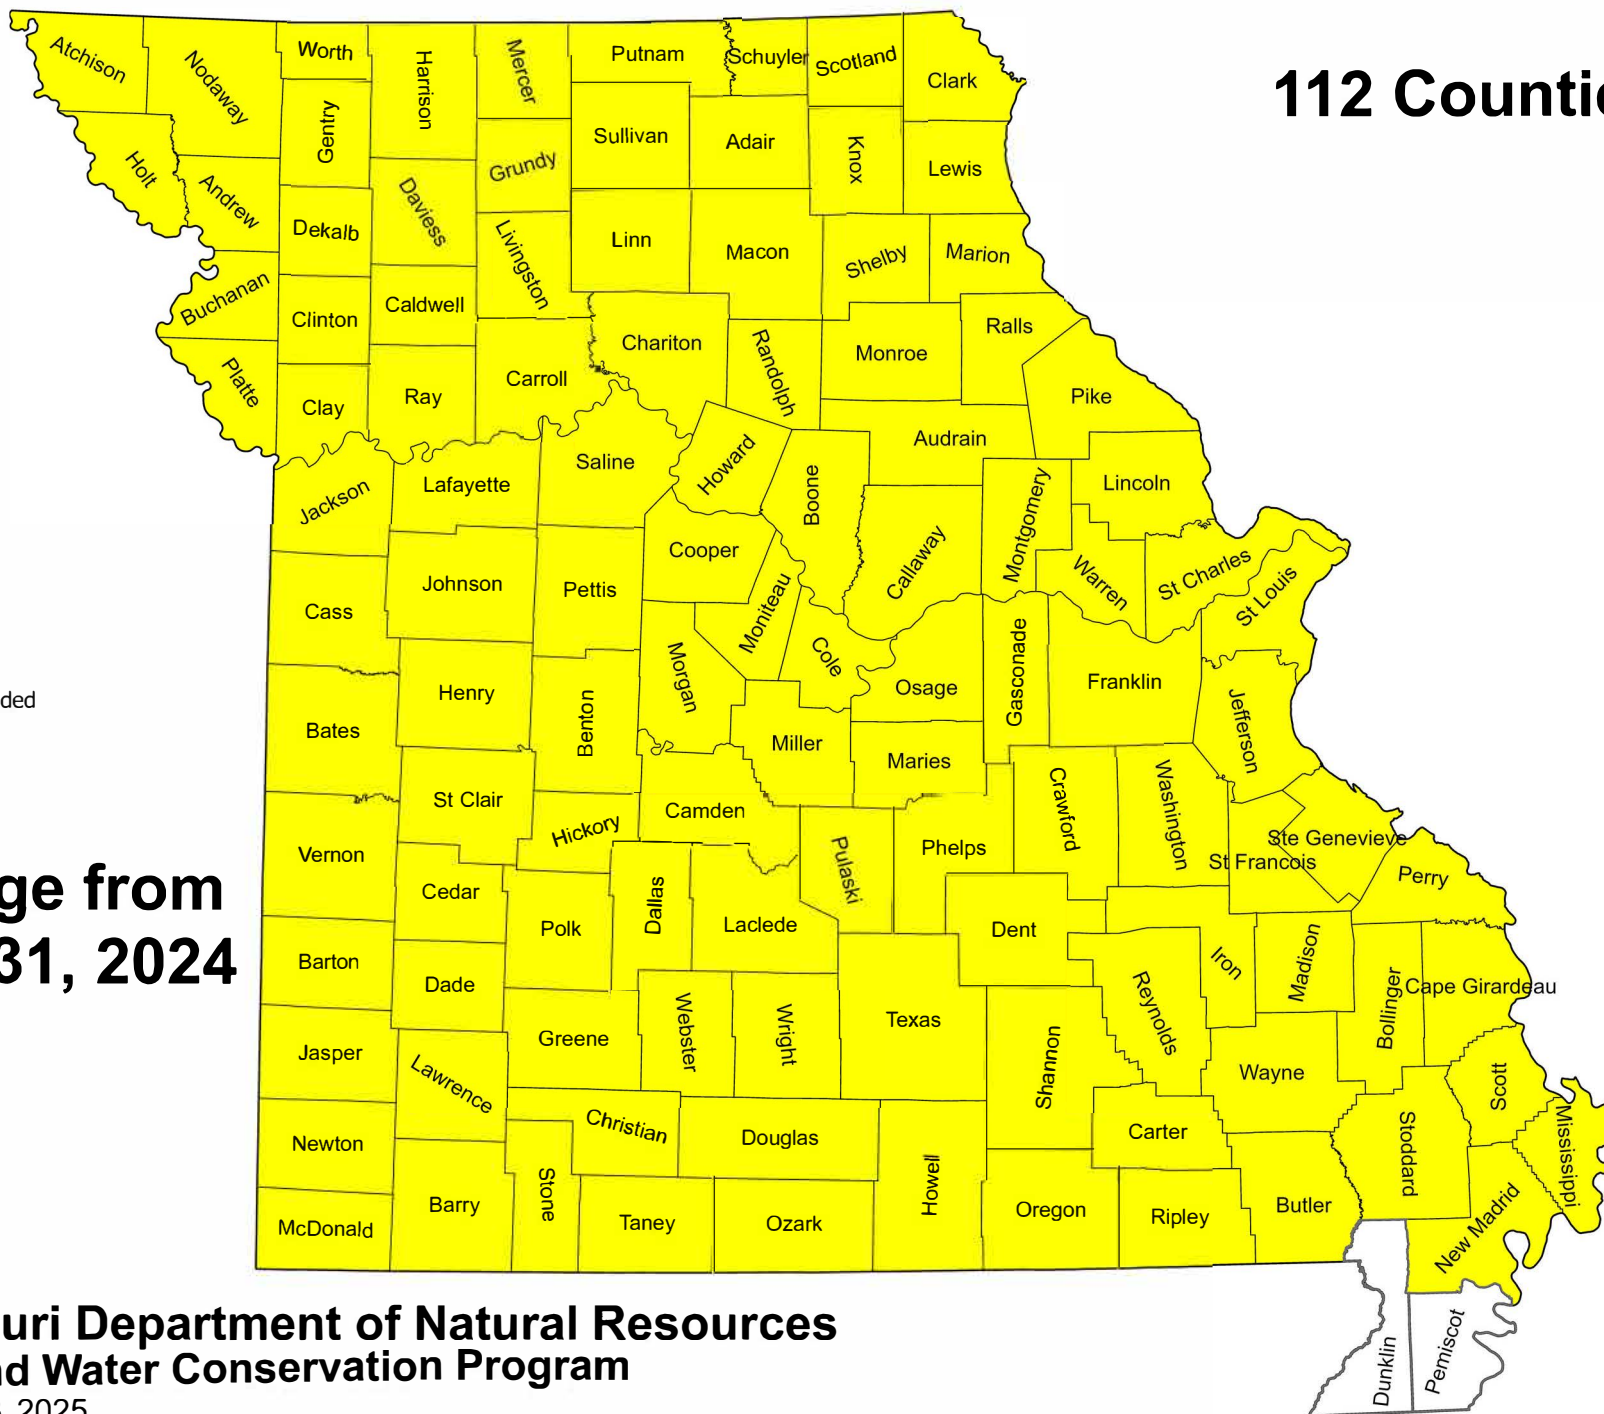 112 Countie
Atchison
Nodaway
Worth
Harrison
Mercer
Putnam
Schuyler
Scotland
Clark
Gentry
Sullivan
Adair
Knox
Lewis
Holt
Andrew
Dekalb
Daviess
Grundy
Livingston
Linn
Macon
Shelby
Marion
Buchanan
Clinton
Caldwell
Chariton
Randolph
Monroe
Ralls
Platte
Clay
Ray
Carroll
Pike
Audrain
Saline
Howard
Boone
Jackson
Lafayette
Lincoln
Montgomery
Callaway
Cooper
Moniteau
Warren
St Charles
St Louis
Cass
Johnson
Pettis
Morgan
Cole
Osage
Gasconade
Franklin
Jefferson
ded
Henry
Benton
Bates
Miller
Maries
Crawford
Washington
St Clair
Hickory
Camden
Pulaski
Phelps
Ste Genevieve
St Francois
Perry
Vernon
Cedar
Polk
Dallas
Laclede
Dent
Iron
Madison
ge from
31, 2024
Barton
Dade
Greene
Webster
Wright
Texas
Shannon
Reynolds
Bollinger
Cape Girardeau
Jasper
Lawrence
Christian
Douglas
Wayne
Scott
Mississippi
Newton
Stone
Howell
Carter
Stoddard
McDonald
Barry
Taney
Ozark
Oregon
Ripley
Butler
New Madrid
Dunklin
Pemiscot
uri Department of Natural Resources
nd Water Conservation Program
, 2025